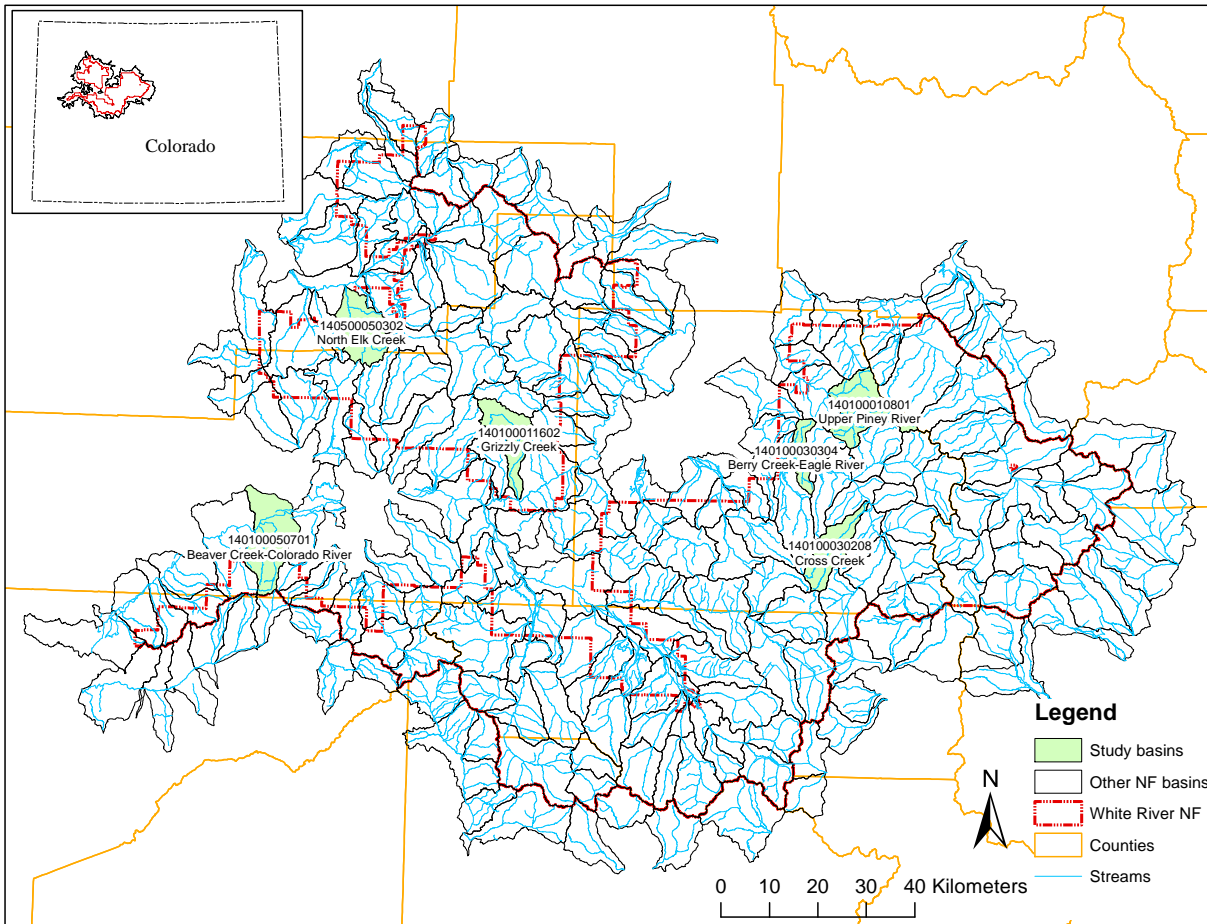 Colorado
140500050302
North Elk Creek
140100010801
Upper Piney River
140100011602
Grizzly Creek
140100030304
Berry Creek-Eagle River
140100050701
Beaver Creek-Colorado River
140100030208
Cross Creek
Legend
Study basins
Other NF basins
White River NF
Counties
Streams
N
0 10 20 30 40 Kilometers